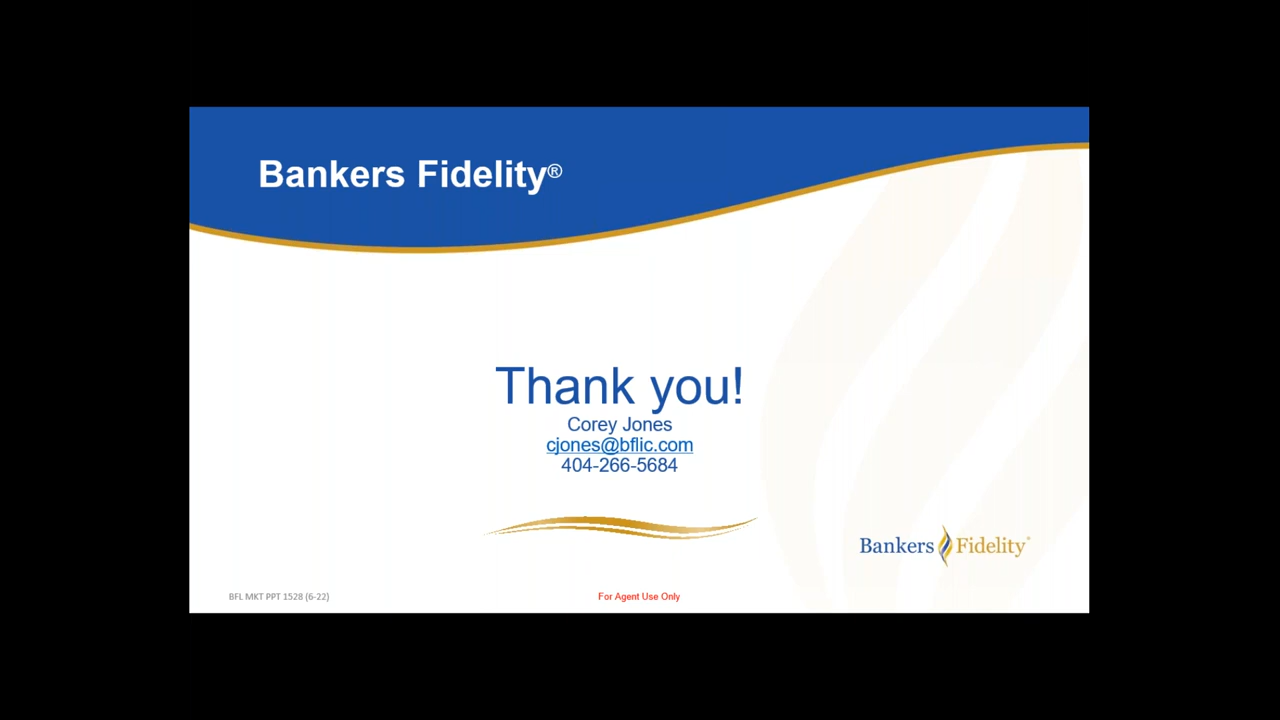 Bankers Fidelity®
Thank you!
Corey Jones
cjones@bflic.com
404-266-5684
Bankers Fidelity®
BFL MKT PPT 1528 (6-22)
For Agent Use Only